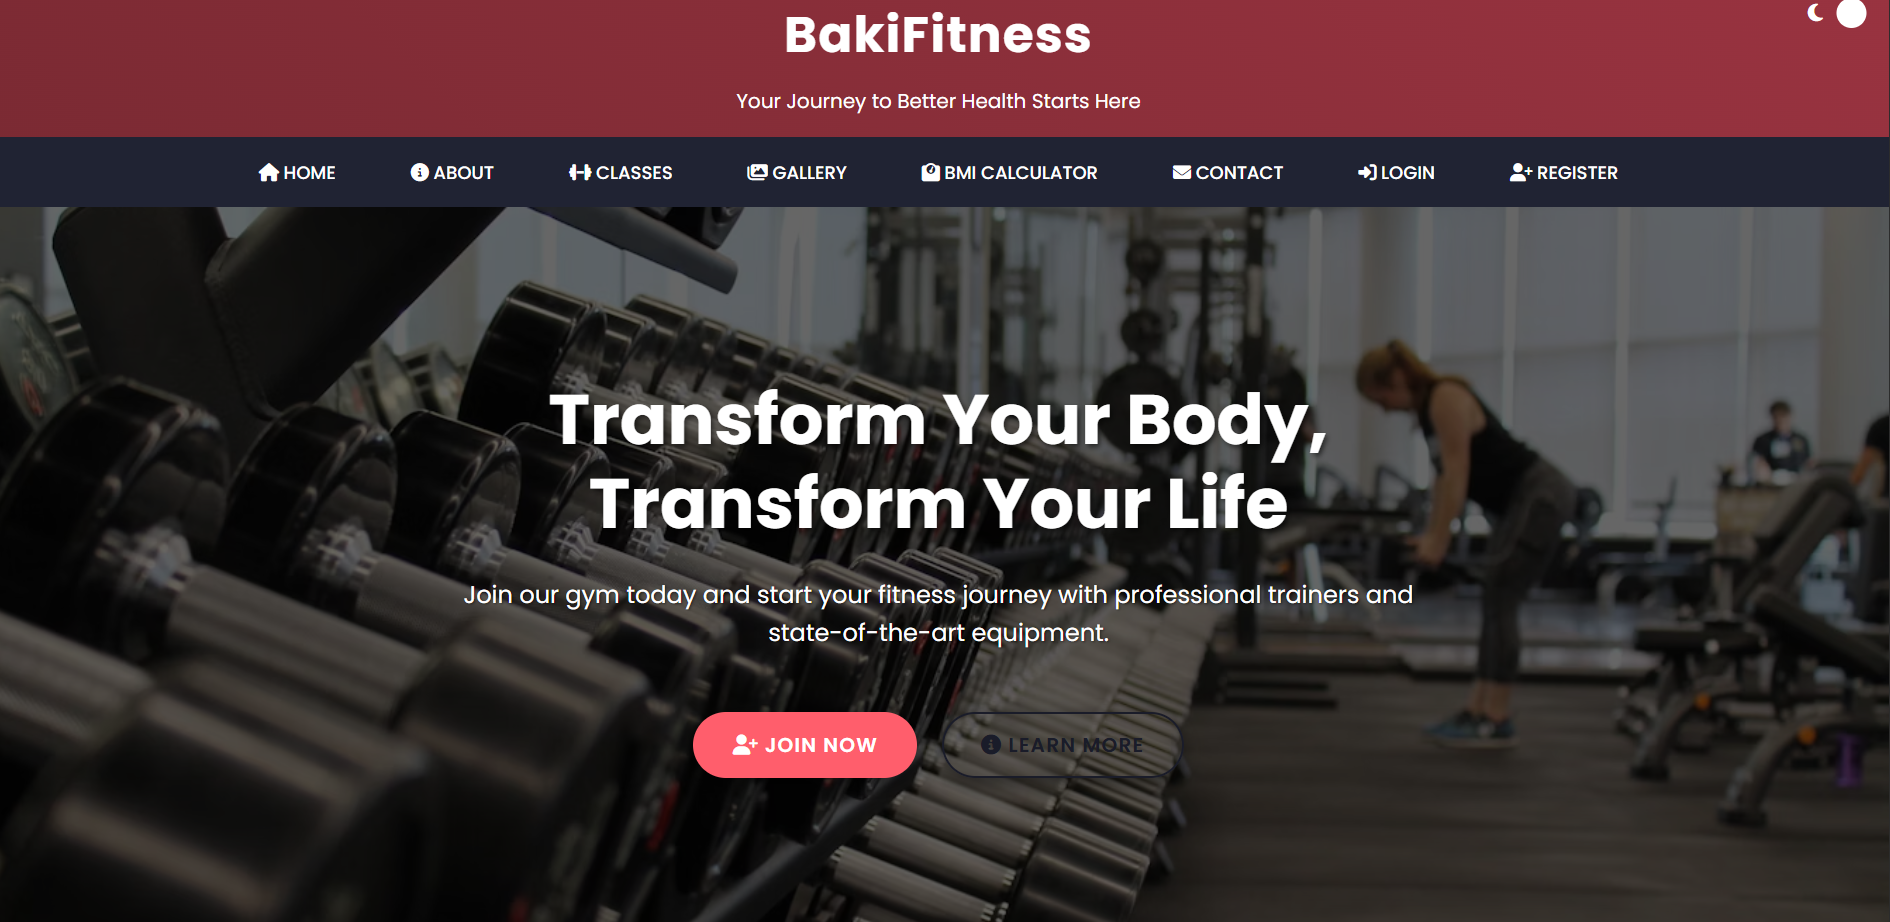 BakiFitness
Your Journey to Better Health Starts Here
HOME ABOUT CLASSES GALLERY BMI CALCULATOR CONTACT LOGIN REGISTER
Transform Your Body,
Transform Your Life
Join our gym today and start your fitness journey with professional trainers and
state-of-the-art equipment.
JOIN NOW LEARN MORE